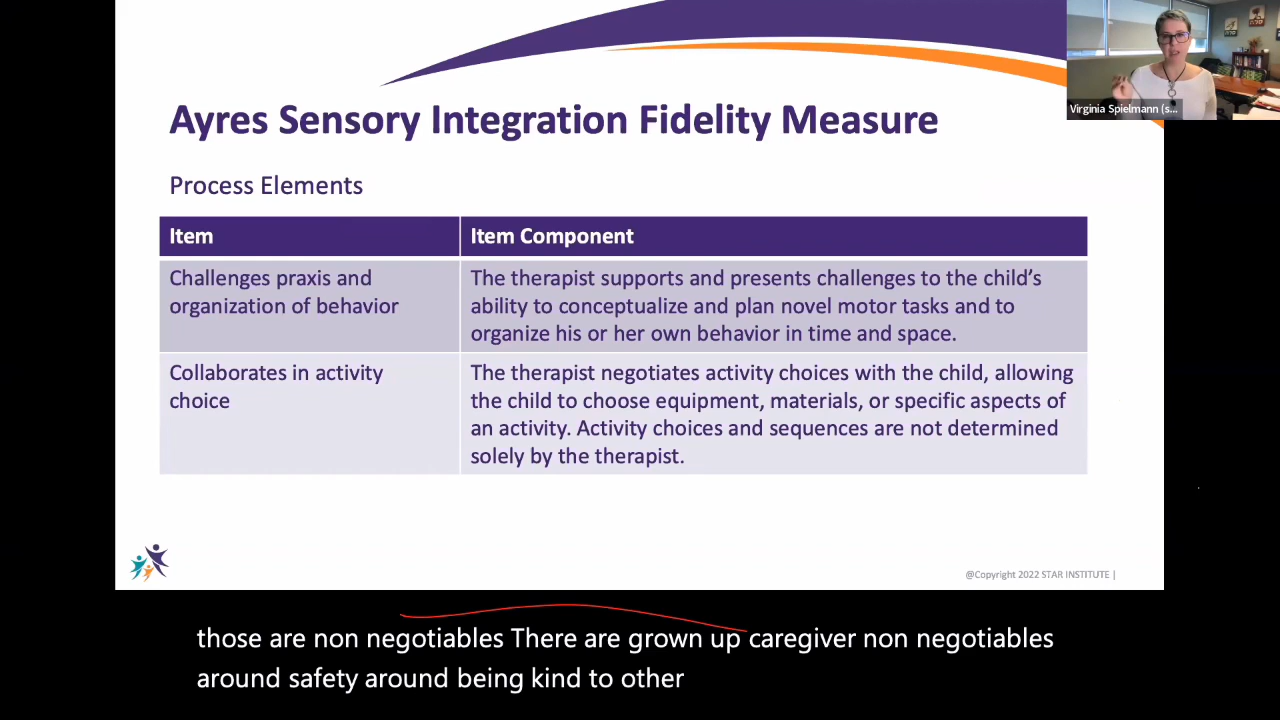 Virginia Spielmann (s...
Ayres Sensory Integration Fidelity Measure
Process Elements
Item
Item Component
Challenges praxis and
organization of behavior
The therapist supports and presents challenges to the child's
ability to conceptualize and plan novel motor tasks and to
organize his or her own behavior in time and space.
Collaborates in activity
choice
The therapist negotiates activity choices with the child, allowing
the child to choose equipment, materials, or specific aspects of
an activity. Activity choices and sequences are not determined
solely by the therapist.
@Copyright 2022 STAR INSTITUTE |
those are non negotiables There are grown up caregiver non negotiables
around safety around being kind to other